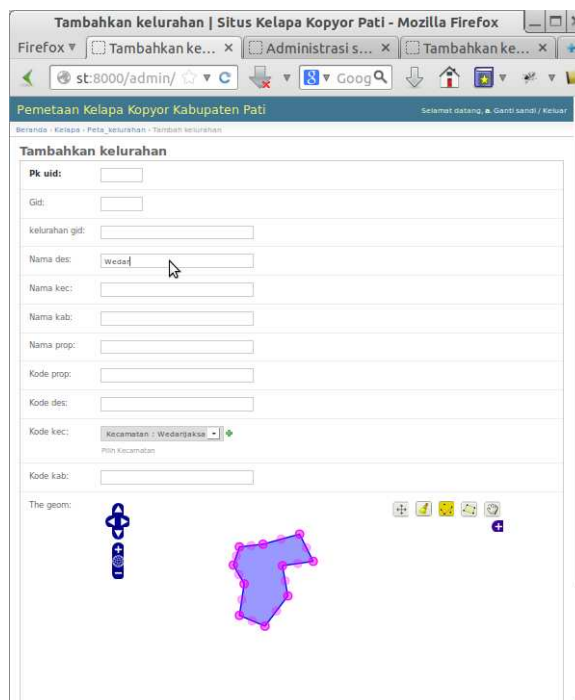 Tambahkan kelurahan | Situs Kelapa Kopyor Pati - Mozilla Firefox
Firefox Tambahkan ke... × Administrasi s... × Tambahkan ke... ×
st:8000/admin/ Goog
Pemetaan Kelapa Kopyor Kabupaten Pati
Selamat datang, a. Ganti sandi / Keluar
Beranda › Kelapa › Peta_kelurahan › Tambah kelurahan
Tambahkan kelurahan
Pk uid:
Gid:
kelurahan gid:
Nama des: Wedar
Nama kec:
Nama kab:
Nama prop:
Kode prop:
Kode des:
Kode kec: Kecamatan : Wedarijaksa
Pilih Kecamatan
Kode kab:
The geom: